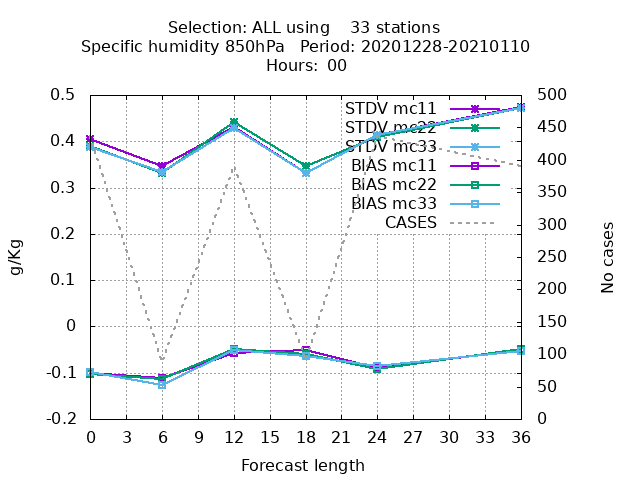 Selection: ALL using    33 stations
Specific humidity 850hPa   Period: 20201228-20210110
Hours: 00
0.5
0.4
0.3
0.2
0.1
0
-0.1
-0.2
g/Kg
STDV mc11
STDV mc22
STDV mc33
BIAS mc11
BIAS mc22
BIAS mc33
CASES
500
450
400
350
300
250
200
150
100
50
0
No cases
0 3 6 9 12 15 18 21 24 27 30 33 36
Forecast length